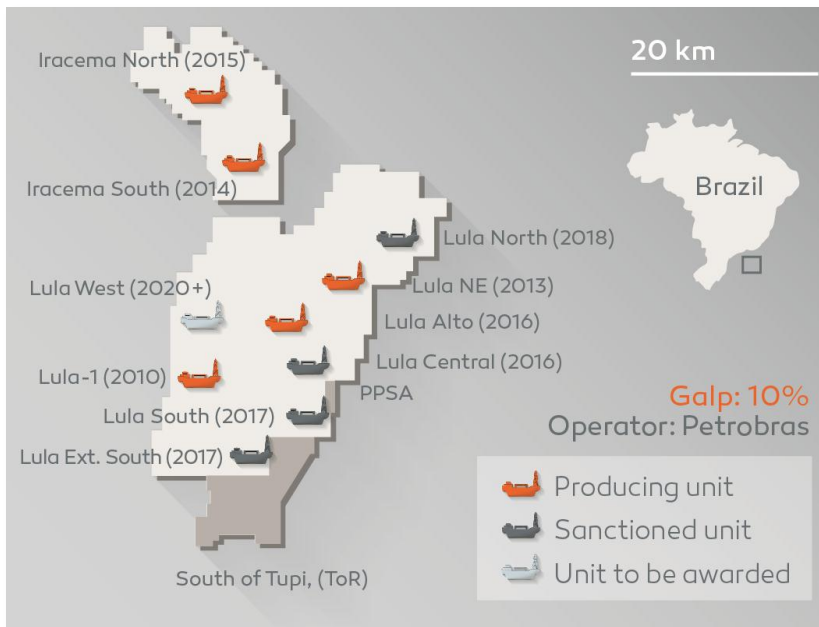 Iracema North (2015)
20 km
Iracema South (2014)
Brazil
Lula North (2018)
Lula West (2020+)
Lula NE (2013)
Lula Alto (2016)
Lula Central (2016)
Lula-1 (2010)
PPSA
Galp: 10%
Lula South (2017)
Operator: Petrobras
Lula Ext. South (2017)
Producing unit
Sanctioned unit
Unit to be awarded
South of Tupi, (ToR)